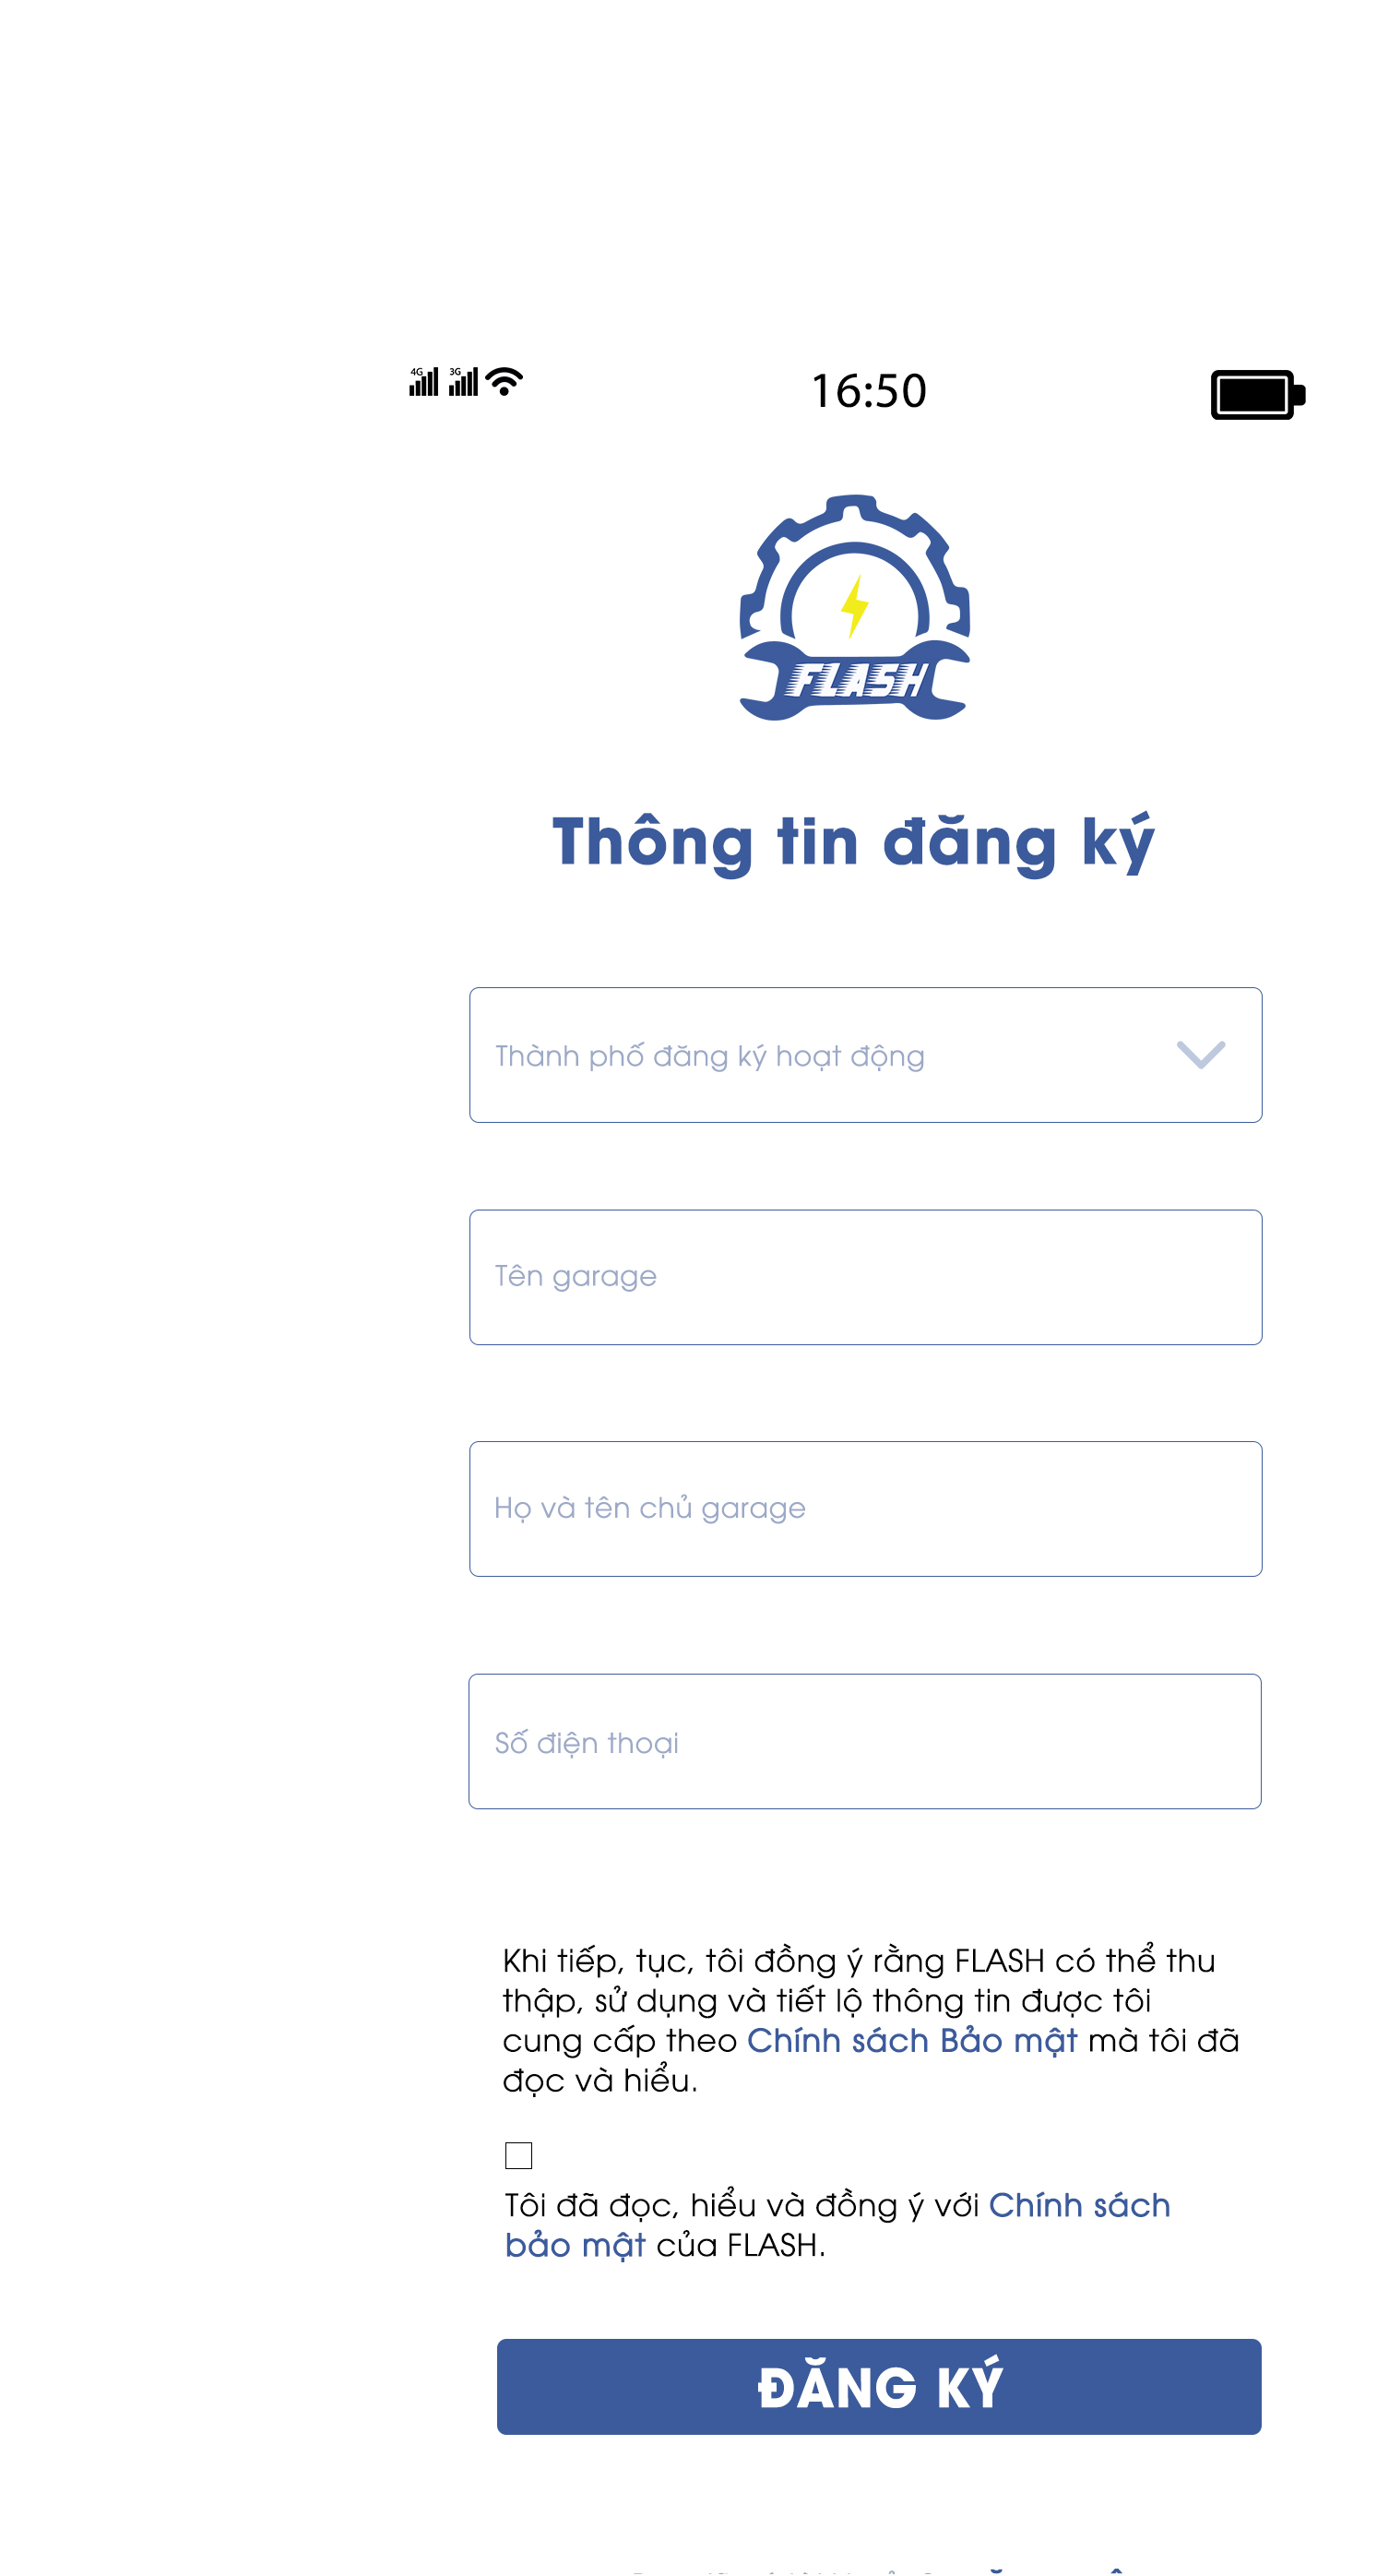 4G 3G 16:50
FLASH
Thông tin đăng ký
Thành phố đăng ký hoạt động
Tên garage
Họ và tên chủ garage
Số điện thoại
Khi tiếp, tục, tôi đồng ý rằng FLASH có thể thu
thập, sử dụng và tiết lộ thông tin được tôi
cung cấp theo Chính sách Bảo mật mà tôi đã
đọc và hiểu.
Tôi đã đọc, hiểu và đồng ý với Chính sách
bảo mật của FLASH.
ĐĂNG KÝ